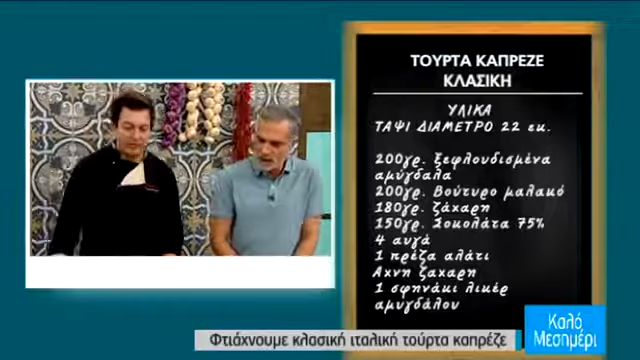 ΤΟΥΡΤΑ ΚΑΠΡΕΖΕ
ΚΛΑΣΙΚΗ
ΥΛΙΚΑ
ΤΑΨΙ ΔΙΑΜΕΤΡΟ 22 εκ.
200γρ. ξεφλουδισμένα
αμύγδαλα
200γρ. Βούτυρο μαλακό
180γρ. ζάχαρη
150γρ. Σοκολάτα 75%
4 αυγά
1 πρέζα αλάτι
Αχνη ζαχαρη
1 σφηνάκι λικέρ
αμυγδάλου
Φτιάχνουμε κλασική ιταλική τούρτα καπρέζε
Καλό
Μεσημέρι